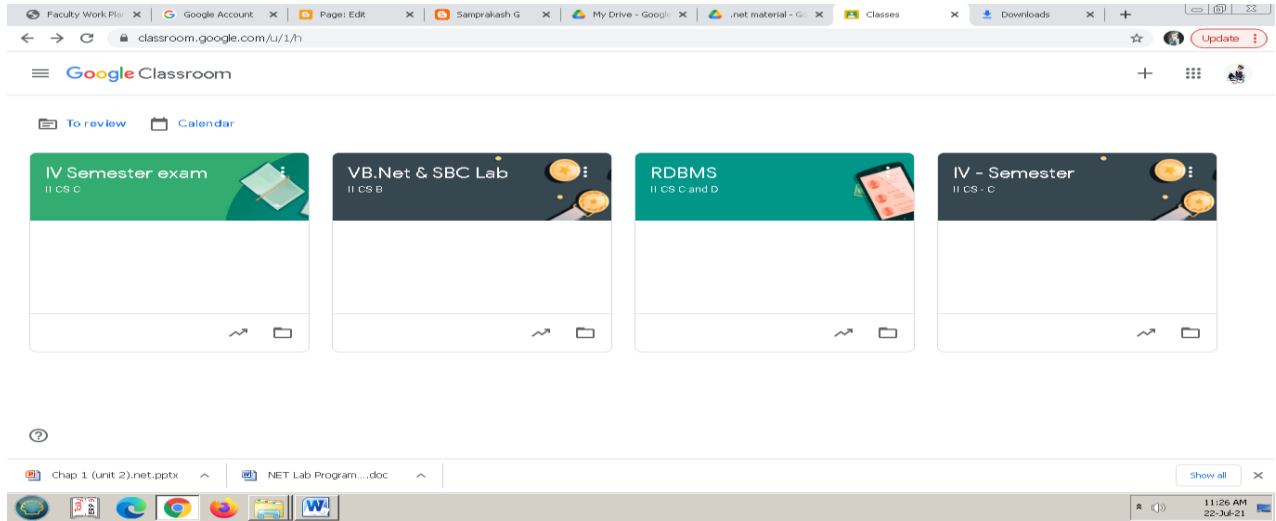 Faculty Work Pla
Google Account
Page: Edit
Samprakash G
My Drive - Googl
.net material - Go
Classes
Downloads
classroom.google.com/u/1/h
Update
Google Classroom
To review
Calendar
IV Semester exam
II CS C
VB.Net & SBC Lab
II CS B
RDBMS
II CS C and D
IV - Semester
II CS - C
Chap 1 (unit 2).net.pptx
NET Lab Program....doc
Show all
11:26 AM
22-Jul-21